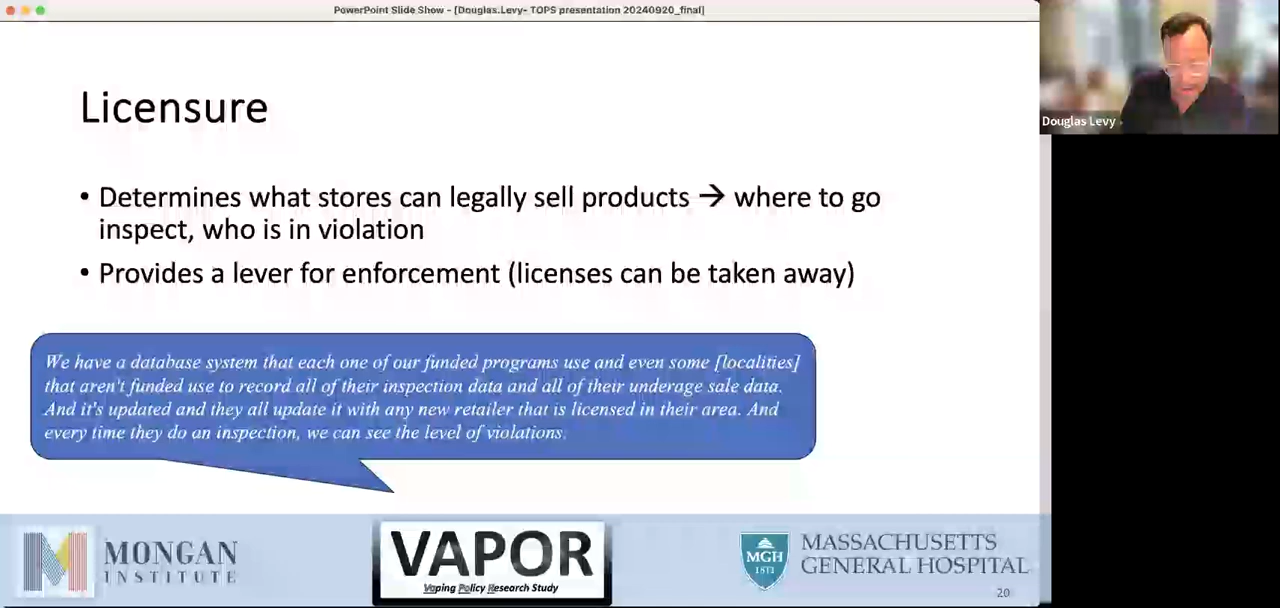 PowerPoint Slide Show - [Douglas.Levy- TOPS presentation 20240920_final]
Douglas Levy
Licensure
• Determines what stores can legally sell products → where to go
inspect, who is in violation
• Provides a lever for enforcement (licenses can be taken away)
We have a database system that each one of our funded programs use and even some [localities]
that aren't funded use to record all of their inspection data and all of their underage sale data.
And it's updated and they all update it with any new retailer that is licensed in their area. And
every time they do an inspection, we can see the level of violations.
MONGAN
INSTITUTE
VAPOR
Vaping Policy Research Study
MGH
1811
MASSACHUSETTS
GENERAL HOSPITAL
20